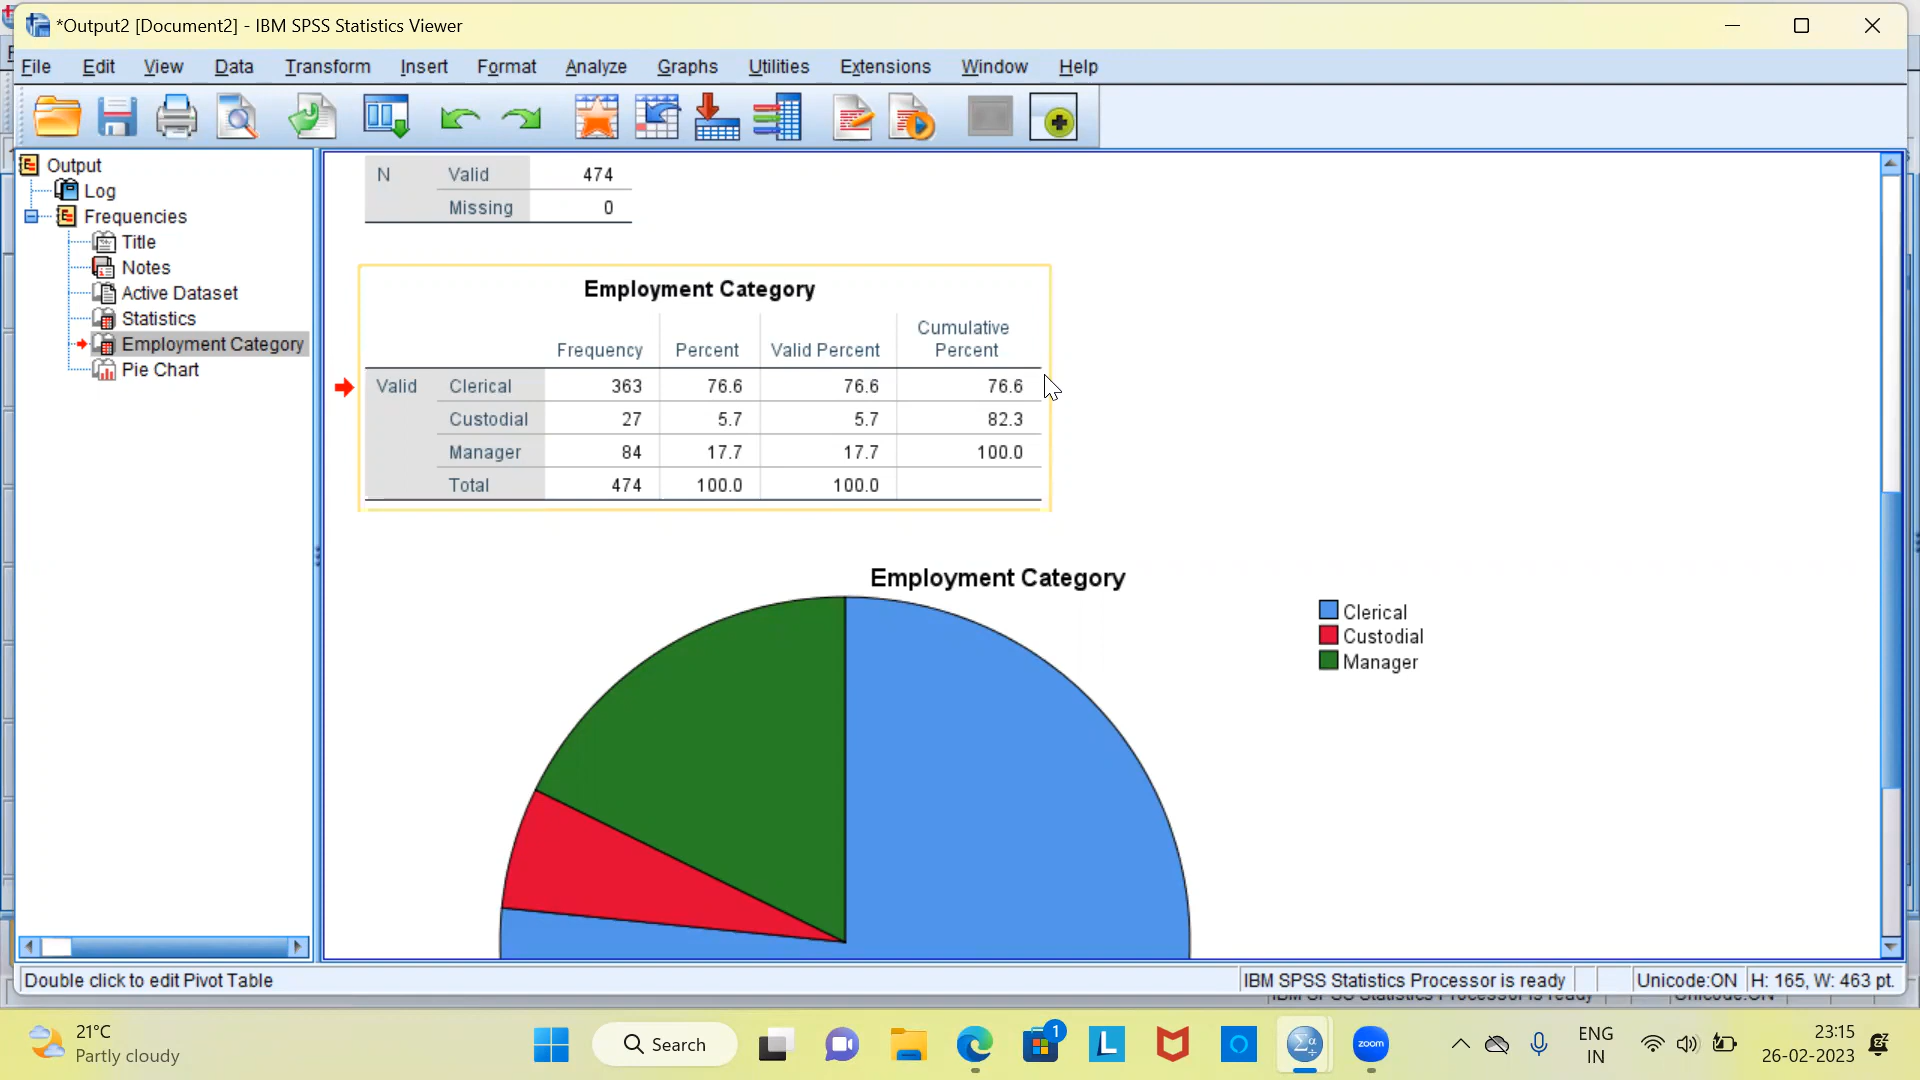 *Output2 [Document2] - IBM SPSS Statistics Viewer
File Edit View Data Transform Insert Format Analyze Graphs Utilities Extensions Window Help
Output
Log
Frequencies
Title
Notes
Active Dataset
Statistics
Employment Category
Pie Chart
N Valid 474
Missing 0
Employment Category
Frequency Percent Valid Percent Cumulative Percent
Valid Clerical 363 76.6 76.6 76.6
Custodial 27 5.7 5.7 82.3
Manager 84 17.7 17.7 100.0
Total 474 100.0 100.0
Employment Category
Clerical
Custodial
Manager
Double click to edit Pivot Table IBM SPSS Statistics Processor is ready Unicode:ON H: 165, W: 463 pt.
21°C
Partly cloudy
Search
1
L
zoom
ENG
IN
23:15
26-02-2023